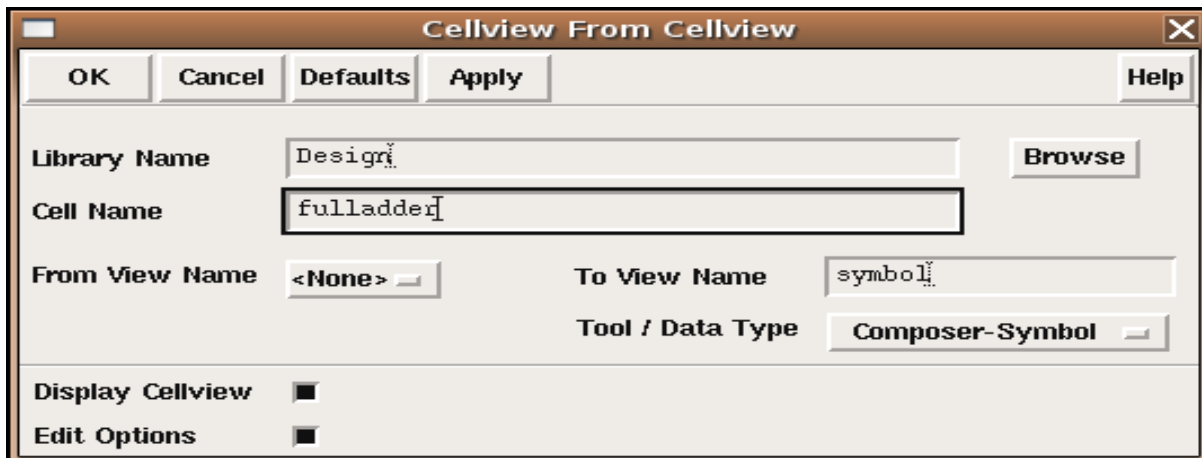 Cellview From Cellview
OK Cancel Defaults Apply Help
Library Name Design Browse
Cell Name fulladder
From View Name <None> To View Name symbol
Tool / Data Type Composer-Symbol
Display Cellview
Edit Options